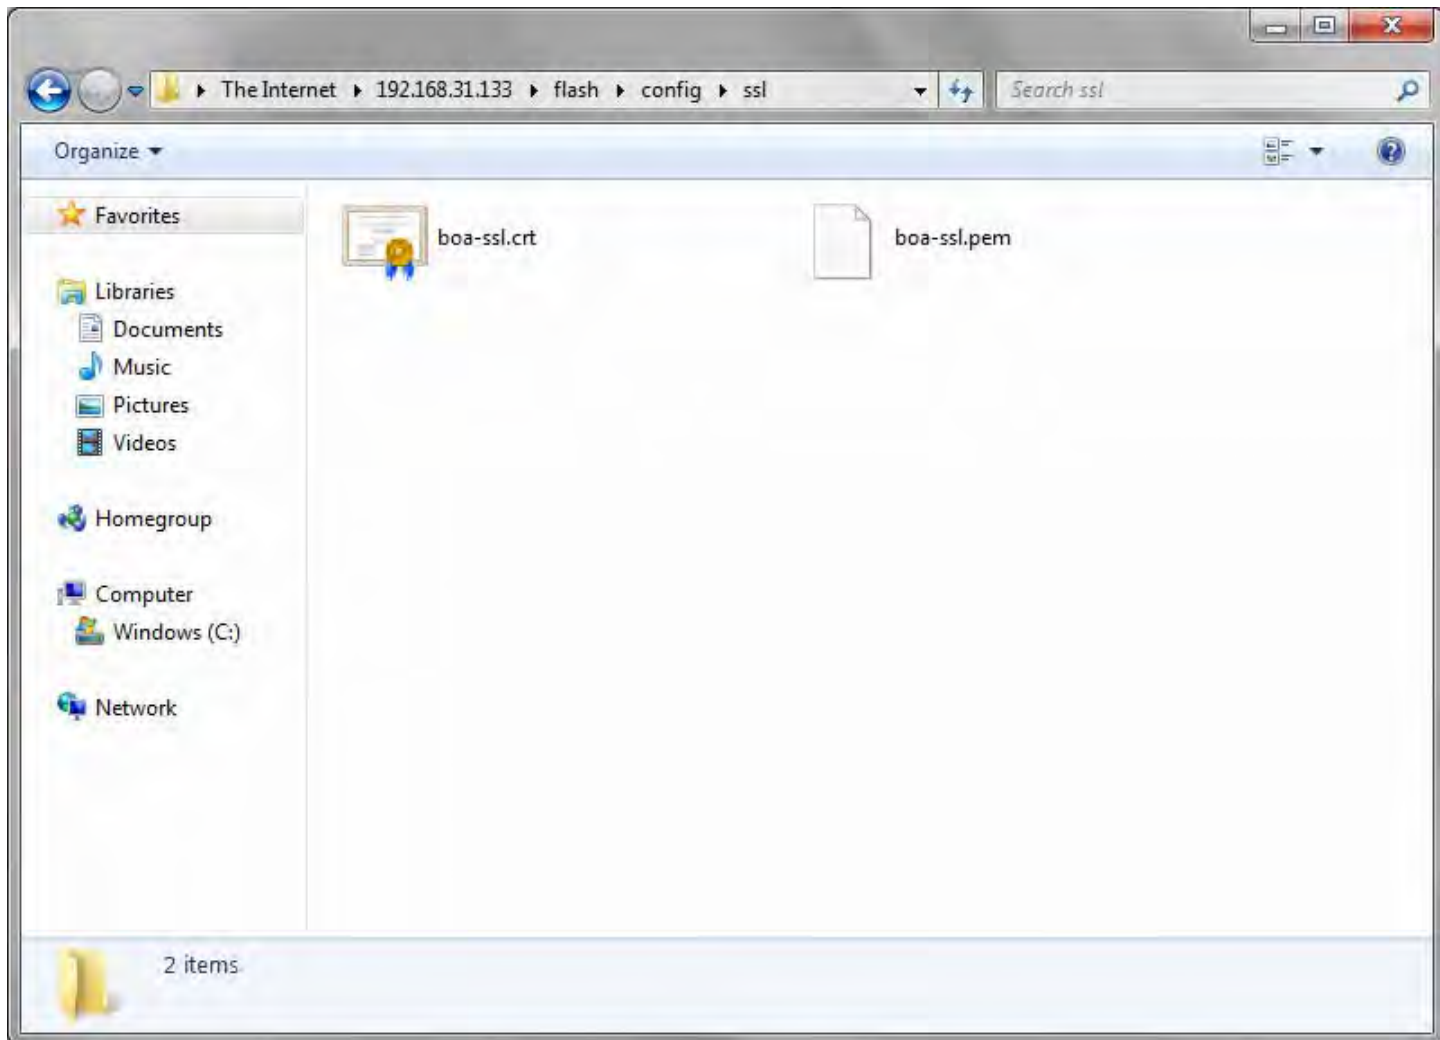 The Internet 192.168.31.133 flash config ssl
Search ssl
Organize
Favorites
Libraries
Documents
Music
Pictures
Videos
Homegroup
Computer
Windows (C:)
Network
boa-ssl.crt
boa-ssl.pem
2 items